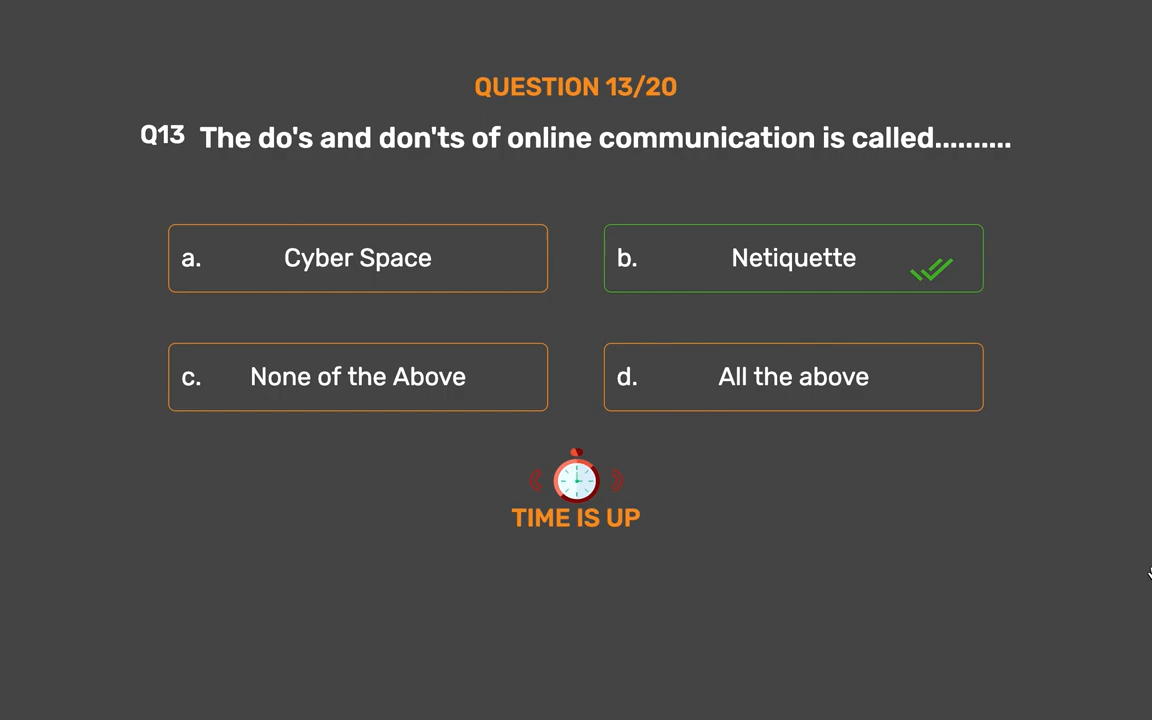 QUESTION 13/20
Q13 The do's and don'ts of online communication is called..........
a. Cyber Space
b. Netiquette
c. None of the Above
d. All the above
TIME IS UP